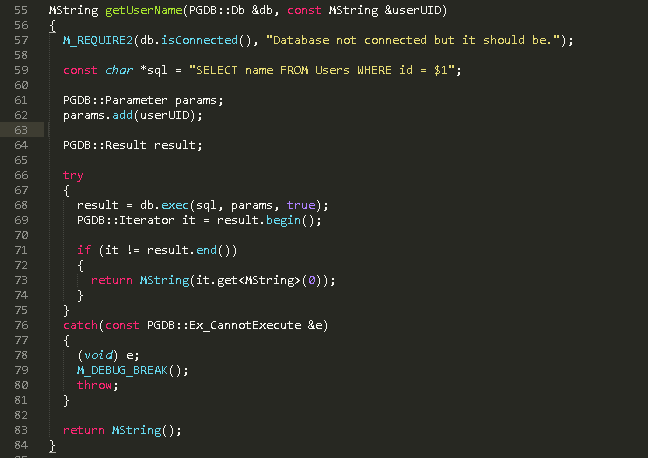 55 MString getUserName(PGDB::Db &db, const MString &userUID)
56 {
57   M_REQUIRE2(db.isConnected(), "Database not connected but it should be.");
58
59   const char *sql = "SELECT name FROM Users WHERE id = $1";
60
61   PGDB::Parameter params;
62   params.add(userUID);
63
64   PGDB::Result result;
65
66   try
67   {
68     result = db.exec(sql, params, true);
69     PGDB::Iterator it = result.begin();
70
71     if (it != result.end())
72     {
73       return MString(it.get<MString>(0));
74     }
75   }
76   catch(const PGDB::Ex_CannotExecute &e)
77   {
78     (void) e;
79     M_DEBUG_BREAK();
80     throw;
81   }
82
83   return MString();
84 }